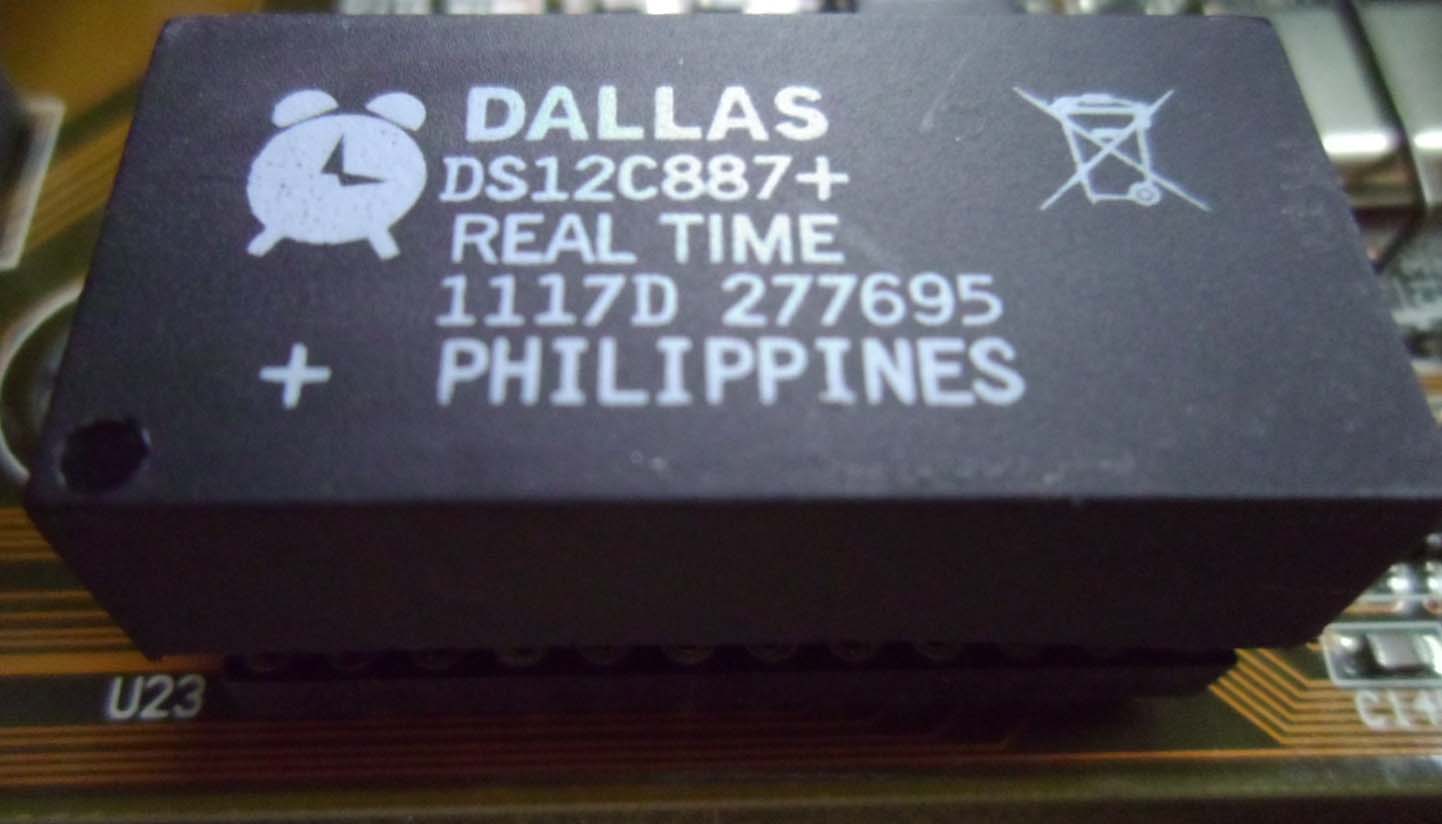 DALLAS
DS12C887+
REAL TIME
1117D 277695
+ PHILIPPINES
U23